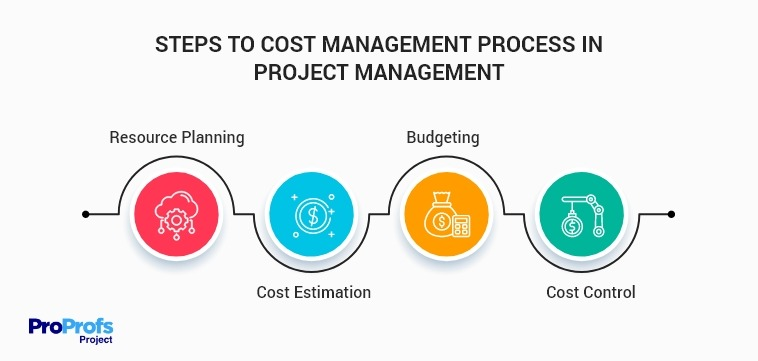 STEPS TO COST MANAGEMENT PROCESS IN
PROJECT MANAGEMENT
Resource Planning
Budgeting
$
$
$
Cost Estimation
Cost Control
ProProfs
Project